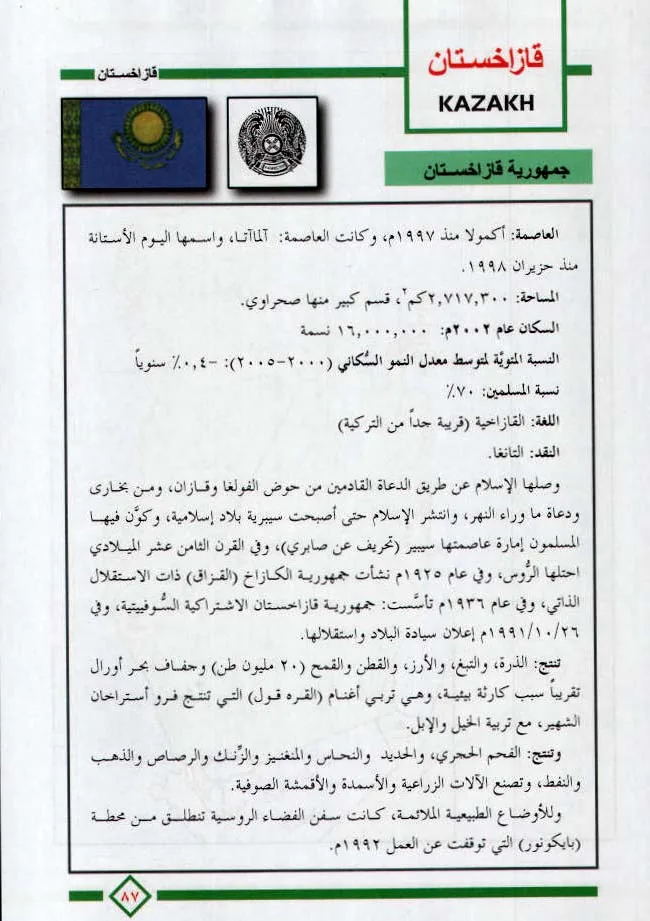 قازاخستان
KAZAKH
قازاخستان
جمهورية قازاخستان
العاصمة: أكمولا منذ ١٩٩٧م، وكانت العاصمة: آلماآتا، واسمها اليوم الأستانة
منذ حزيران ١٩٩٨.
المساحة: ٢,٧١٧,٣٠٠كم٢، قسم كبير منها صحراوي.
السكان عام ٢٠٠٢م: ١٦,٠٠٠,٠٠٠ نسمة
النسبة المئويَّة لمتوسط معدل النمو السُّكاني (٢٠٠٠-٢٠٠٥): -٠,٤٪ سنوياً
نسبة المسلمين: ٧٠٪
اللغة: القازاخية (قريبة جداً من التركية)
النقد: التانغا.
وصلها الإسلام عن طريق الدعاة القادمين من حوض الفولغا وقازان، ومن بخارى
ودعاة ما وراء النهر، وانتشر الإسلام حتى أصبحت سيبرية بلاد إسلامية، وكوَّن فيها
المسلمون إمارة عاصمتها سيبير (تحريف عن صابري)، وفي القرن الثامن عشر الميلادي
احتلها الرُّوس، وفي عام ١٩٢٥م نشأت جمهورية الكازاخ (القزاق) ذات الاستقلال
الذاتي، وفي عام ١٩٣٦م تأسَّست: جمهورية قازاخستان الاشتراكية السُّوفييتية، وفي
١٩٩١/١٠/٢٦م إعلان سيادة البلاد واستقلالها.
تنتج: الذرة، والتبغ، والأرز، والقطن والقمح (٢٠ مليون طن) وجفاف بحر أورال
تقريباً سبب كارثة بيئية، وهي تربي أغنام (القره قول) التي تنتج فرو أستراخان
الشهير، مع تربية الخيل والإبل.
وتنتج: الفحم الحجري، والحديد والنحاس والمنغنيز والزِّنك والرصاص والذهب
والنفط، وتصنع الآلات الزراعية والأسمدة والأقمشة الصوفية.
وللأوضاع الطبيعية الملائمة، كانت سفن الفضاء الروسية تنطلق من محطة
(بايكونور) التي توقفت عن العمل ١٩٩٢م.
٨٧